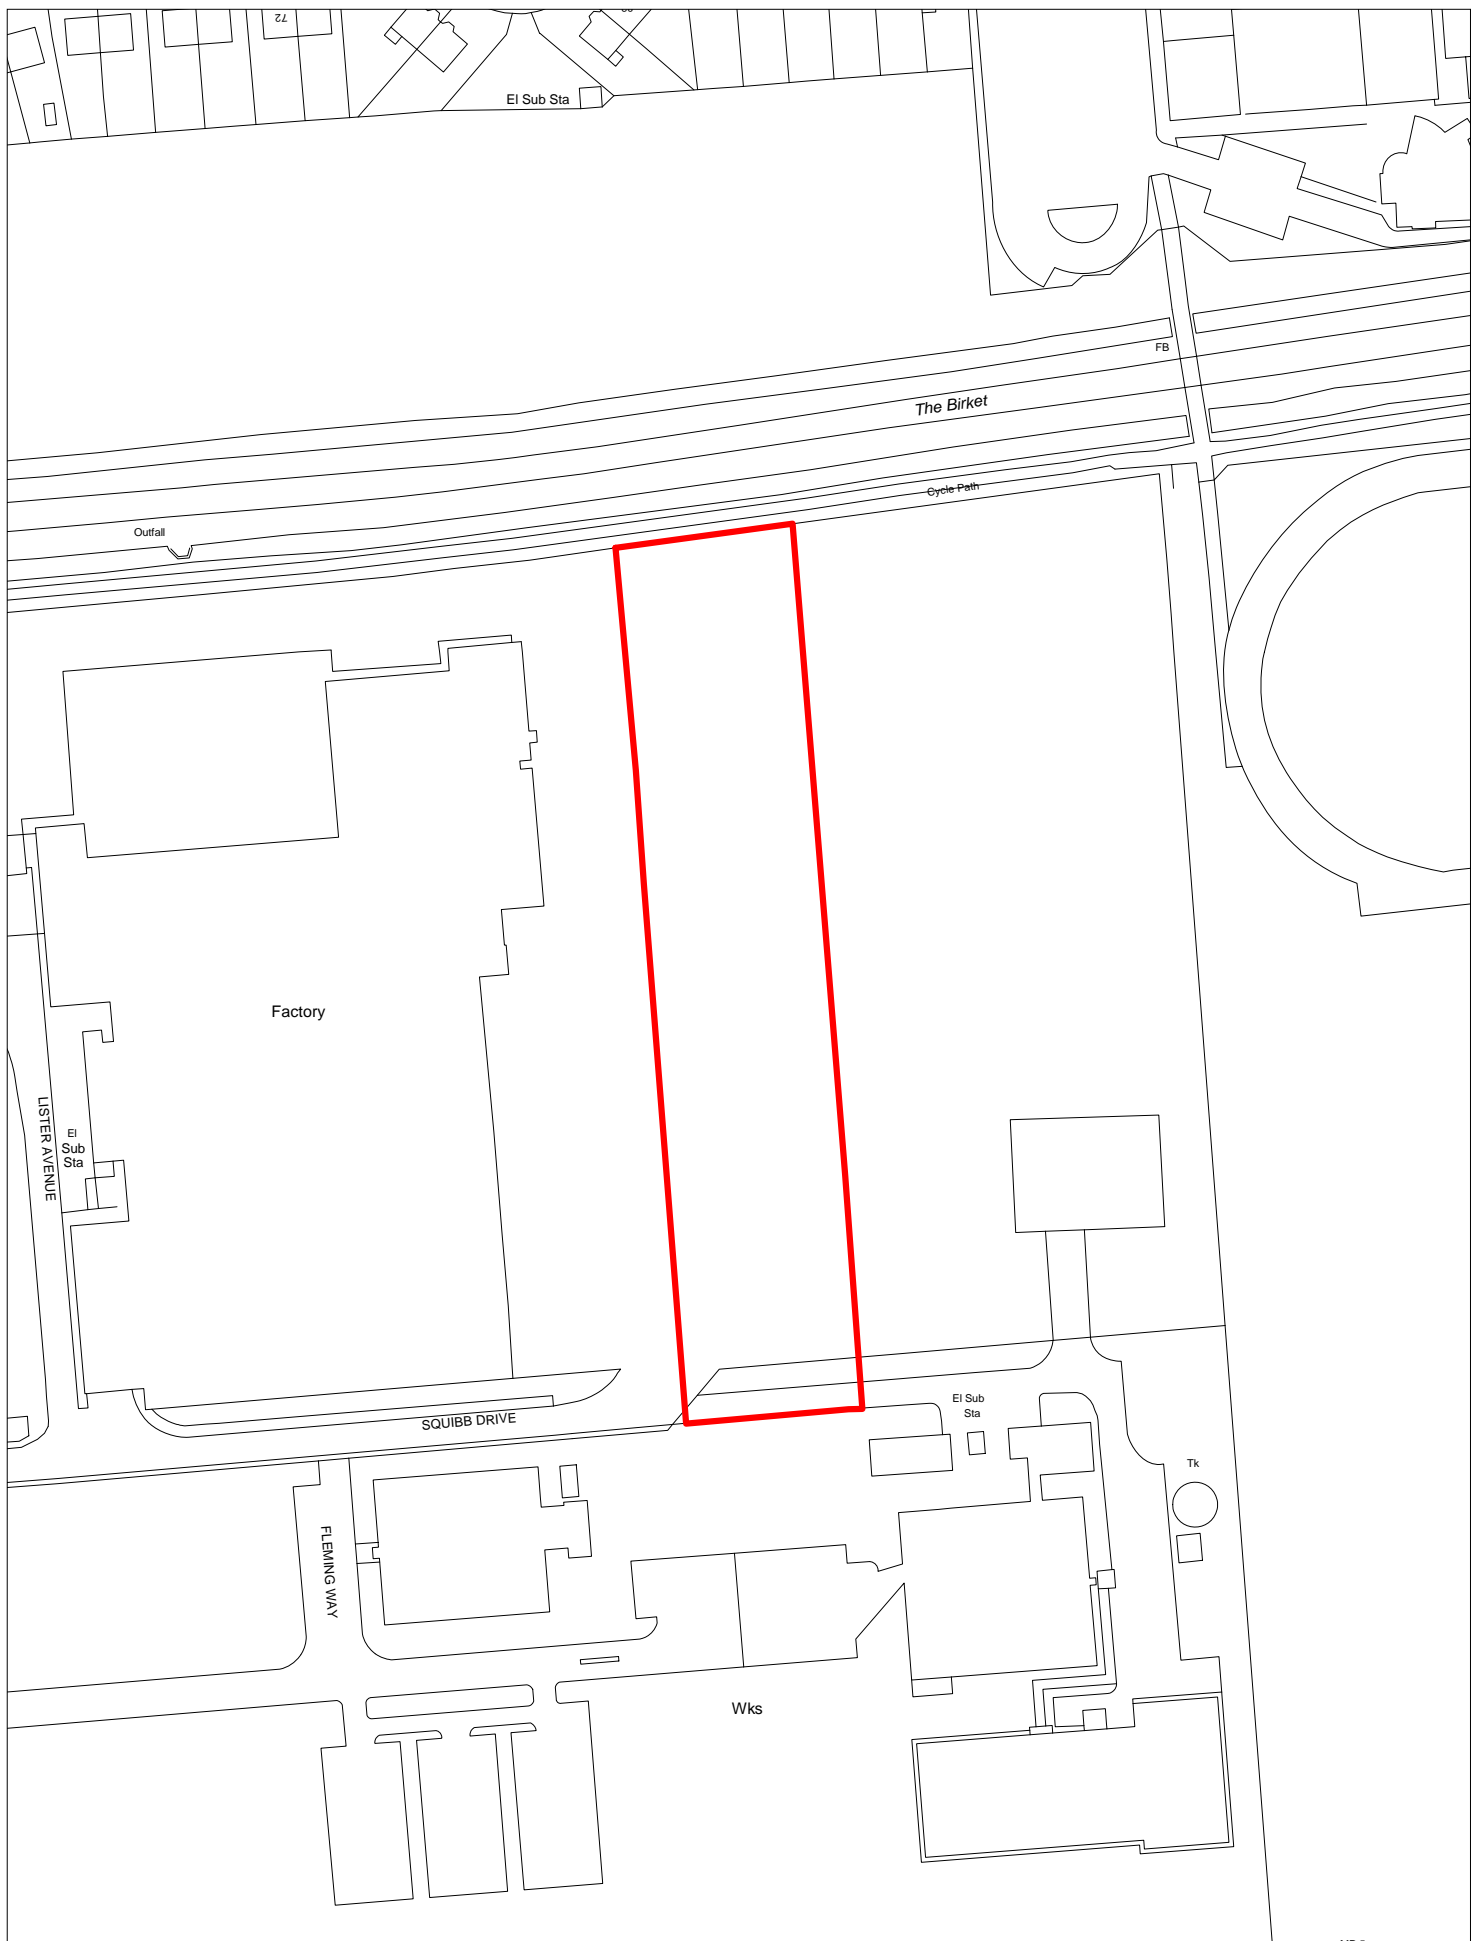 72
El Sub Sta
FB
The Birket
Cycle Path
Outfall
Factory
LISTER AVENUE
El
Sub
Sta
El Sub
Sta
SQUIBB DRIVE
Tk
FLEMING WAY
Wks